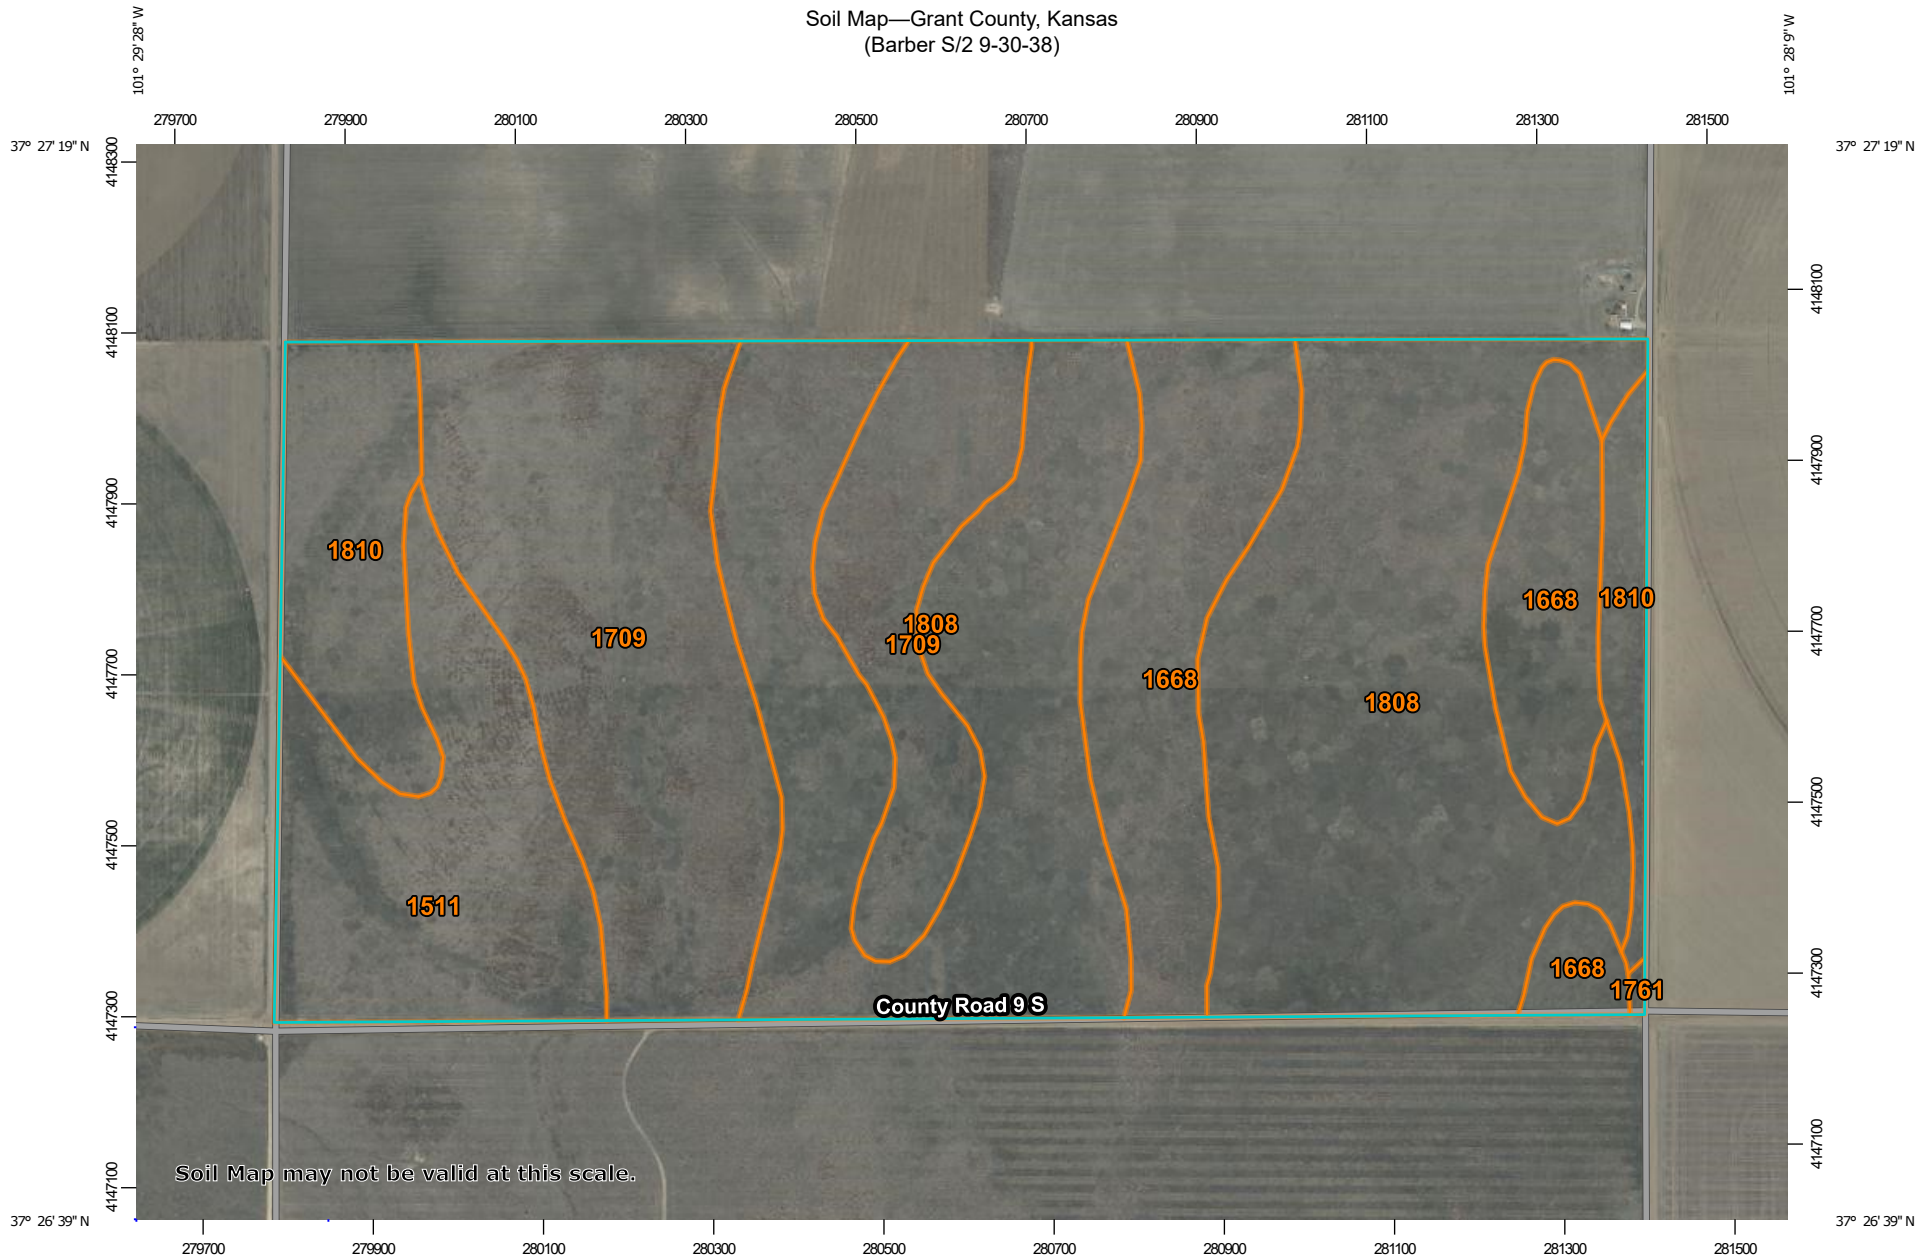 Soil Map—Grant County, Kansas
(Barber S/2 9-30-38)
101° 29' 28" W
101° 28' 9" W
279700 279900 280100 280300 280500 280700 280900 281100 281300 281500
37° 27' 19" N
37° 27' 19" N
4148300
4148100
4148100
4147900
4147900
1810
1668
1810
1808
1709
1709
4147700
4147700
1668
1808
4147500
4147500
1511
1668
4147300
1761
County Road 9 S
4147300
4147100
Soil Map may not be valid at this scale.
4147100
37° 26' 39" N
37° 26' 39" N
279700 279900 280100 280300 280500 280700 280900 281100 281300 281500